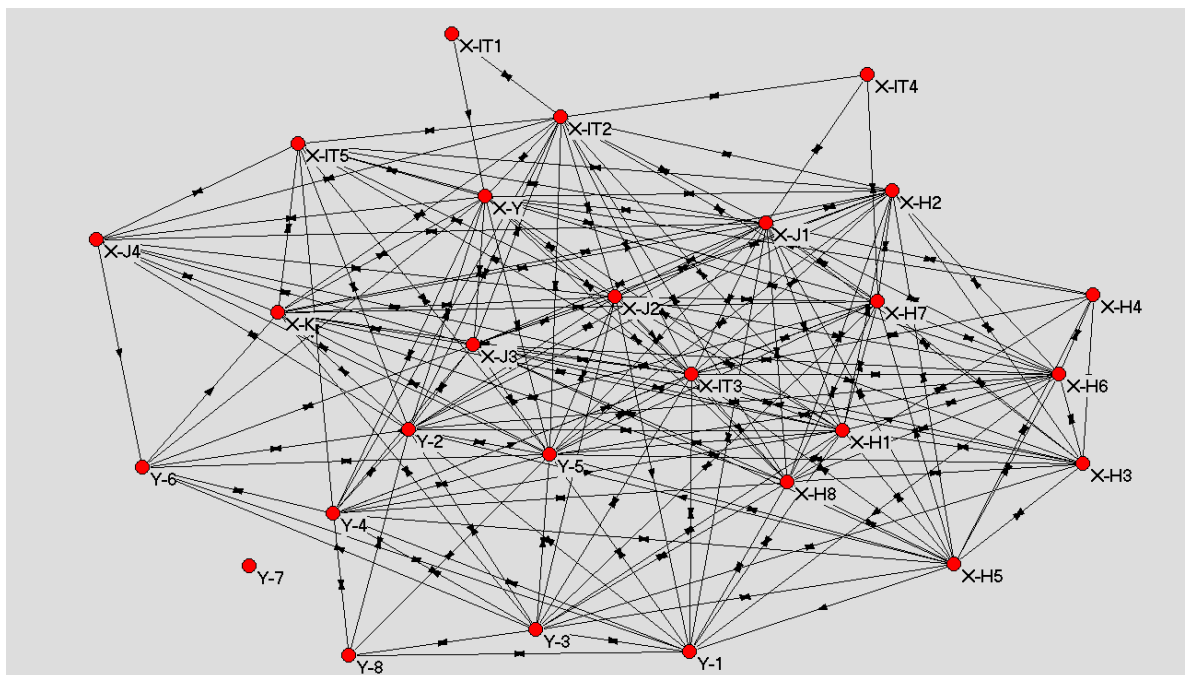 X-IT1
X-IT4
X-IT2
X-IT5
X-H2
X-Y
X-J1
X-J4
X-H4
X-J2
X-H7
X-K
X-J3
X-IT3
X-H6
Y-2
X-H1
Y-5
X-H3
Y-6
X-H8
Y-4
X-H5
Y-7
Y-3
Y-1
Y-8